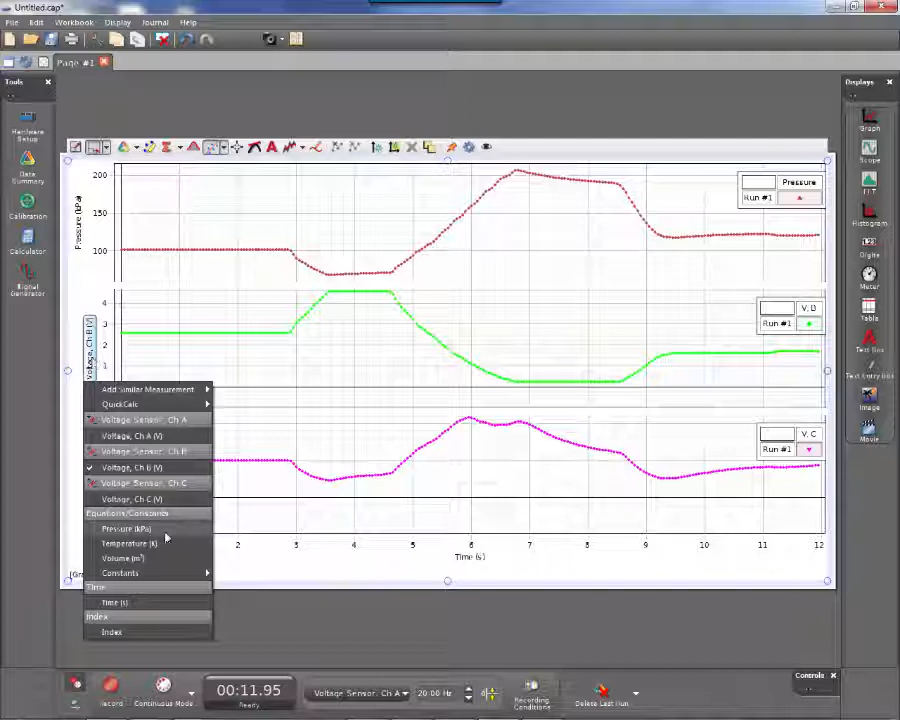 Untitled.cap*
File Edit Workbook Display Journal Help
Page #1
Tools
Hardware Setup
Data Summary
Calibration
Calculator
Signal Generator
Displays
Graph
Scope
FFT
Histogram
Digits
Meter
Table
Text Box
Text Entry Box
Image
Movie
Pressure (kPa)
200
150
100
Pressure
Run #1
Voltage, Ch B (V)
4
3
2
1
V, B
Run #1
V, C
Run #1
Add Similar Measurement
QuickCalc
Voltage Sensor, Ch A
Voltage, Ch A (V)
Voltage Sensor, Ch B
Voltage, Ch B (V)
Voltage Sensor, Ch C
Voltage, Ch C (V)
Equations/Constants
Pressure (kPa)
Temperature (K)
Volume (m³)
Constants
Time
Time (s)
Index
Index
2 3 4 5 6 7 8 9 10 11 12
Time (s)
[Gra
Controls
Record
Continuous Mode
00:11.95
Ready
Voltage Sensor, Ch A
20.00 Hz
Recording Conditions
Delete Last Run